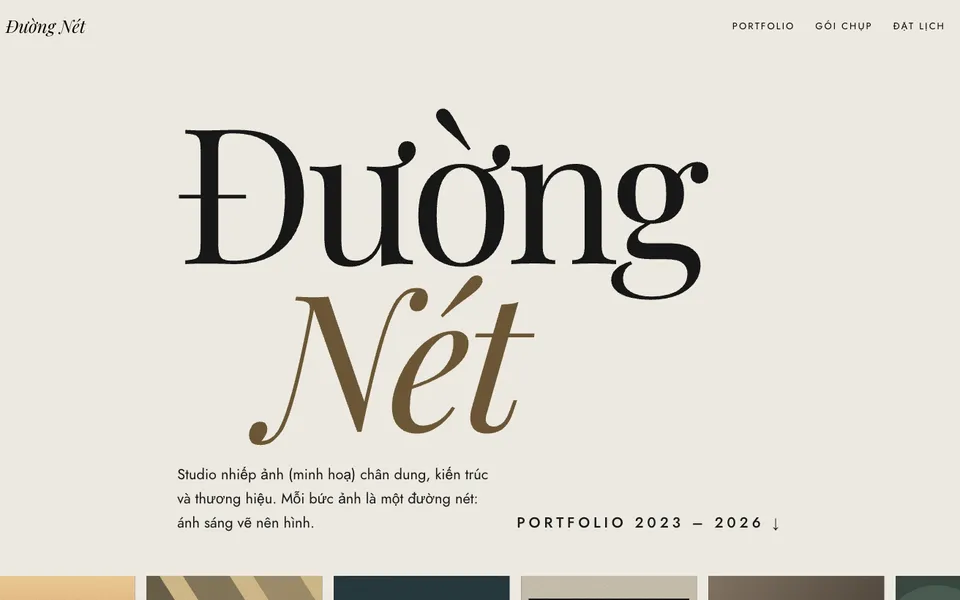 Đường Nét
PORTFOLIO
GÓI CHỤP
ĐẶT LỊCH
Đường
Nét
Studio nhiếp ảnh (minh hoạ) chân dung, kiến trúc
và thương hiệu. Mỗi bức ảnh là một đường nét:
ánh sáng vẽ nên hình.
PORTFOLIO 2023 — 2026 ↓